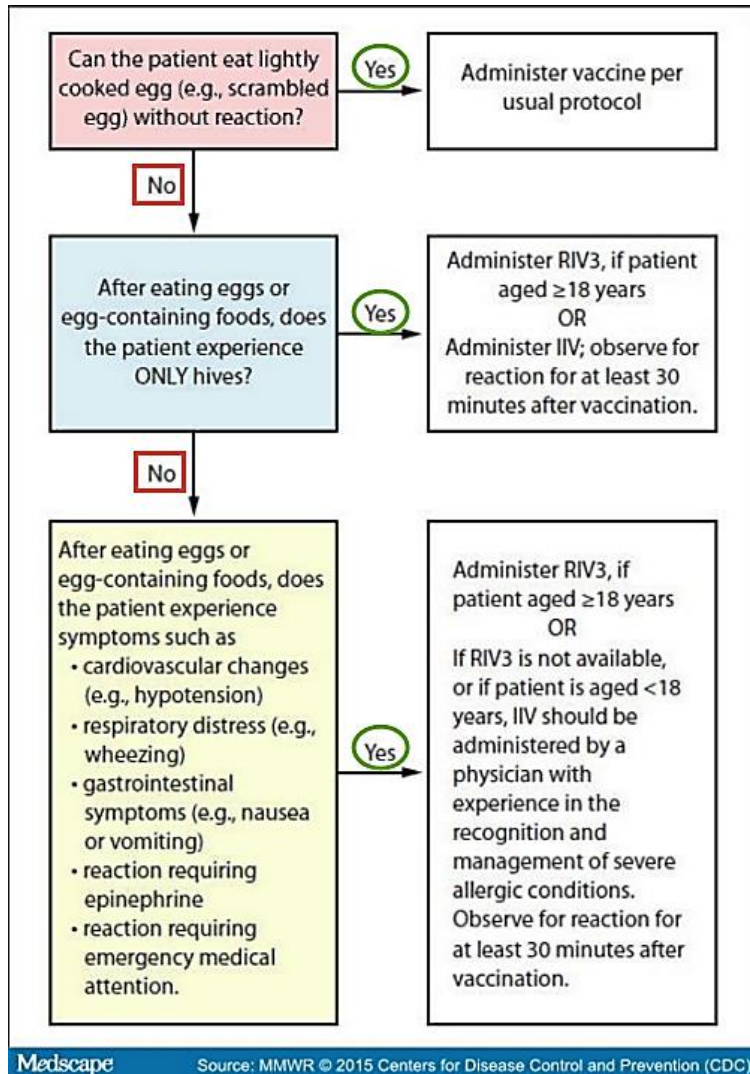 Can the patient eat lightly
cooked egg (e.g., scrambled
egg) without reaction?
Yes
Administer vaccine per
usual protocol
No
After eating eggs or
egg-containing foods, does
the patient experience
ONLY hives?
Yes
Administer RIV3, if patient
aged ≥18 years
OR
Administer IIV; observe for
reaction for at least 30
minutes after vaccination.
No
After eating eggs or
egg-containing foods, does
the patient experience
symptoms such as
• cardiovascular changes
(e.g., hypotension)
• respiratory distress (e.g.,
wheezing)
• gastrointestinal
symptoms (e.g., nausea
or vomiting)
• reaction requiring
epinephrine
• reaction requiring
emergency medical
attention.
Yes
Administer RIV3, if
patient aged ≥18 years
OR
If RIV3 is not available,
or if patient is aged <18
years, IIV should be
administered by a
physician with
experience in the
recognition and
management of severe
allergic conditions.
Observe for reaction for
at least 30 minutes after
vaccination.
Medscape
Source: MMWR © 2015 Centers for Disease Control and Prevention (CDC)